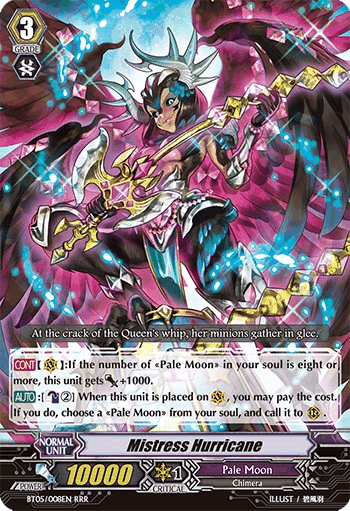 3
GRADE
At the crack of the Queen's whip, her minions gather in glee.
CONT [ ]:If the number of «Pale Moon» in your soul is eight or
more, this unit gets +1000.
AUTO :[ ②] When this unit is placed on , you may pay the cost.
If you do, choose a «Pale Moon» from your soul, and call it to .
NORMAL
UNIT
Mistress Hurricane
POWER 10000
1
CRITICAL
Pale Moon
Chimera
BT05/008EN RRR
ILLUST / 碧風羽